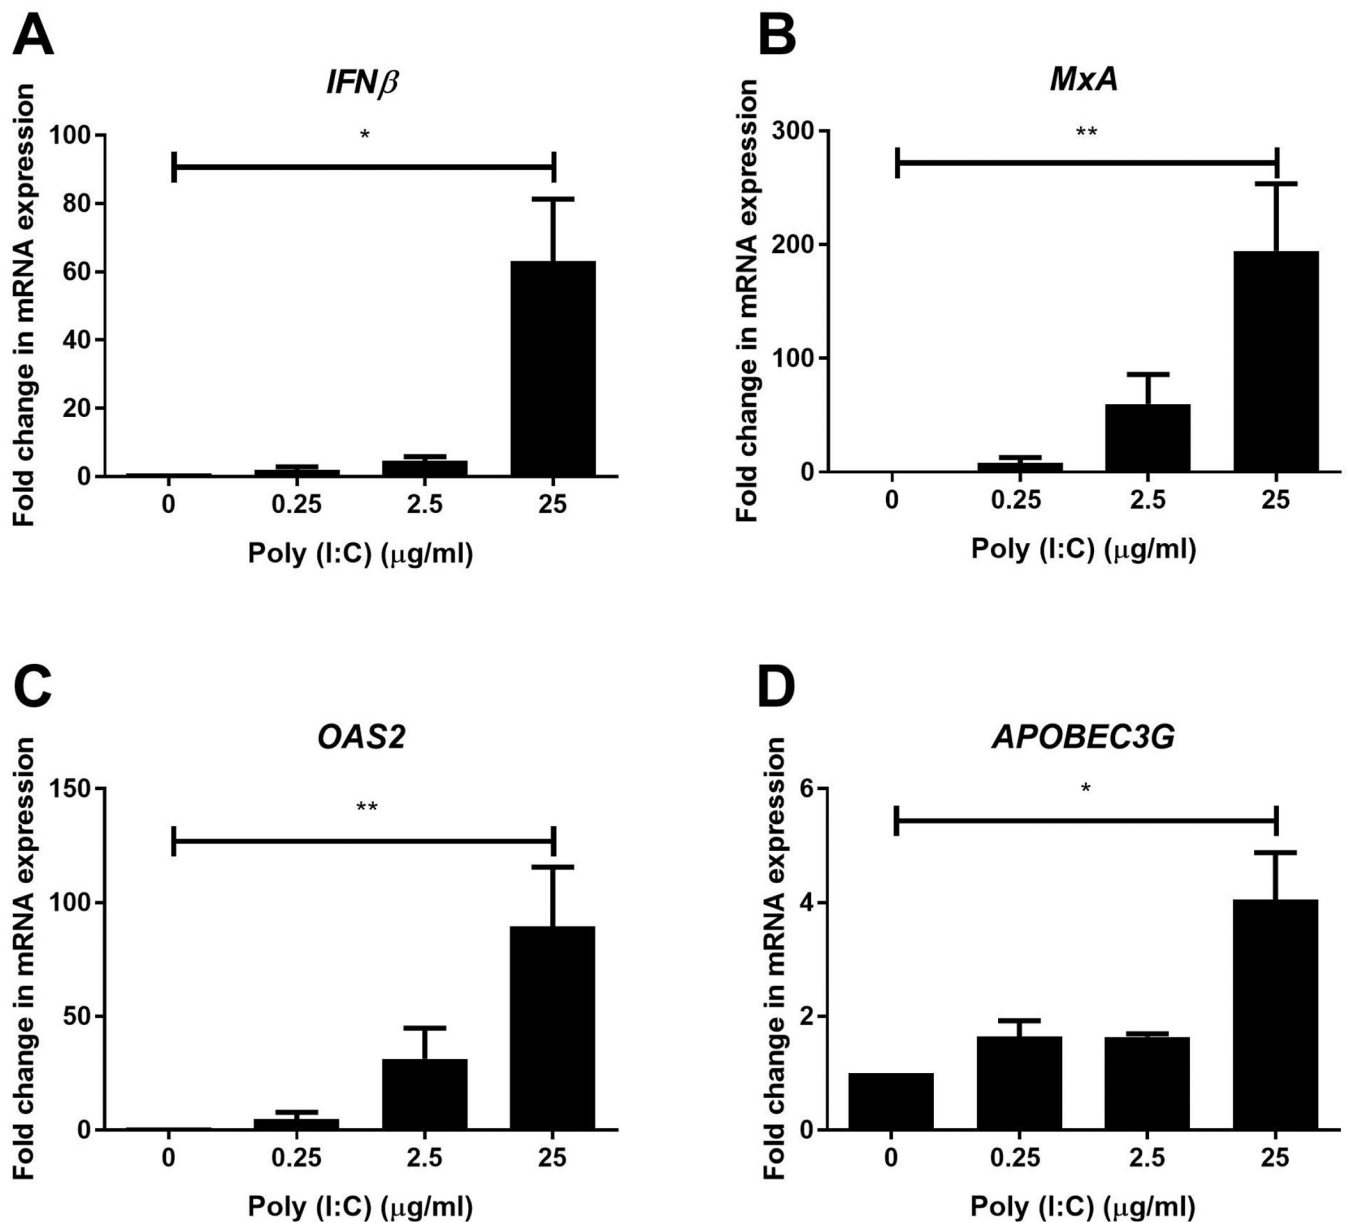 A
IFNβ
Fold change in mRNA expression
*
100
80
60
40
20
0
0 0.25 2.5 25
Poly (I:C) (μg/ml)
B
MxA
Fold change in mRNA expression
**
300
200
100
0
0 0.25 2.5 25
Poly (I:C) (μg/ml)
C
OAS2
Fold change in mRNA expression
**
150
100
50
0
0 0.25 2.5 25
Poly (I:C) (μg/ml)
D
APOBEC3G
Fold change in mRNA expression
*
6
4
2
0
0 0.25 2.5 25
Poly (I:C) (μg/ml)